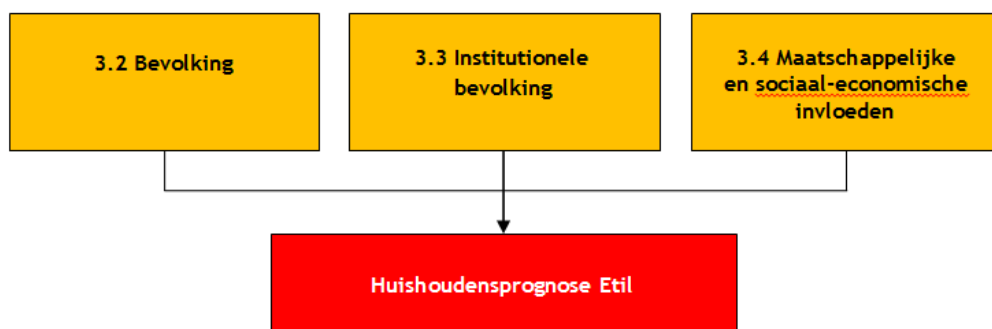 3.2 Bevolking
3.3 Institutionele
bevolking
3.4 Maatschappelijke
en sociaal-economische
invloeden
Huishoudensprognose Etil